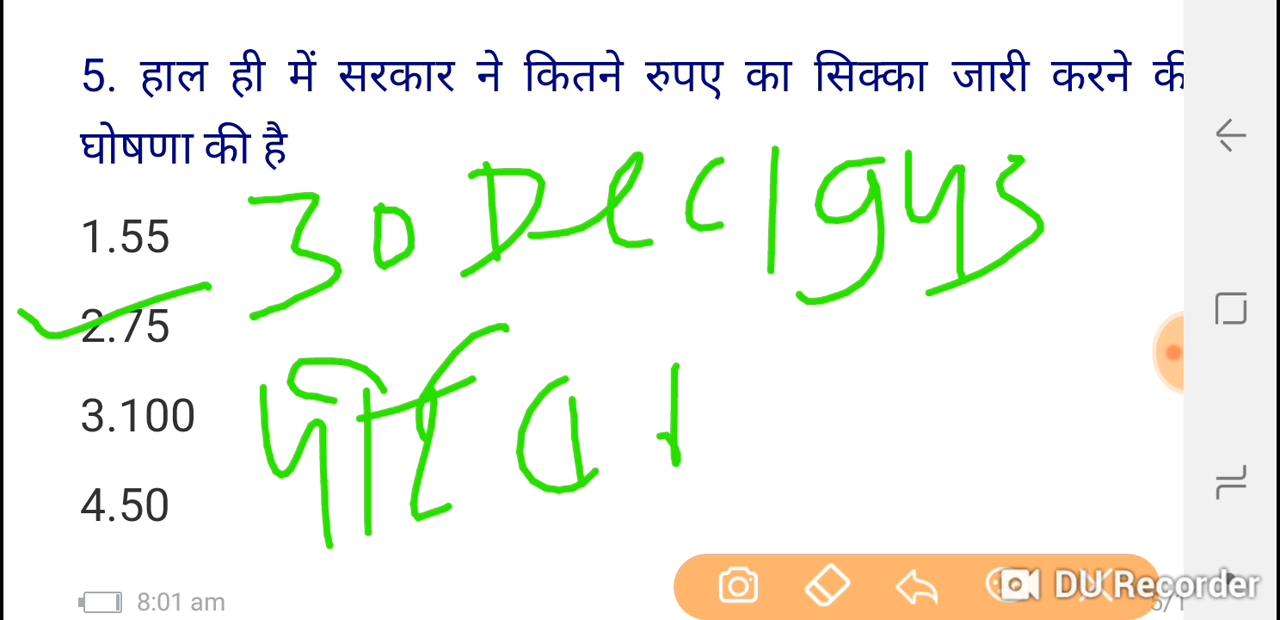 5. हाल ही में सरकार ने कितने रुपए का सिक्का जारी करने की
घोषणा की है
1.55
30 Dec 1943
2.75
3.100
पोर्ट
4.50
8:01 am
DU Recorder